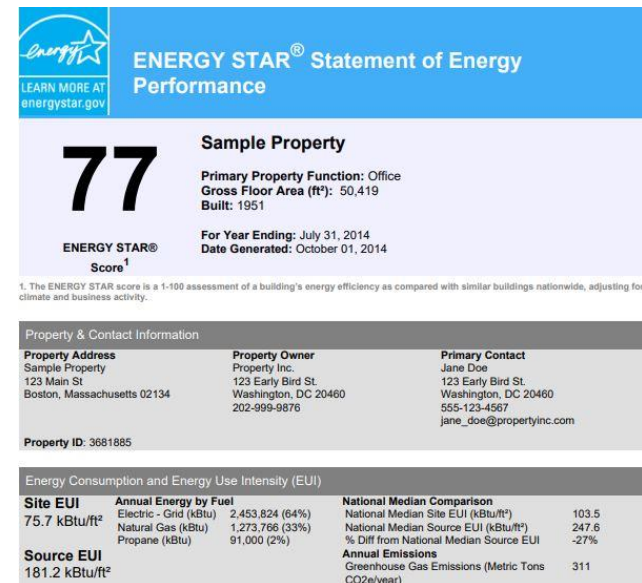 energy
LEARN MORE AT
energystar.gov
ENERGY STAR® Statement of Energy
Performance
77
ENERGY STAR®
Score1
Sample Property
Primary Property Function: Office
Gross Floor Area (ft²): 50,419
Built: 1951
For Year Ending: July 31, 2014
Date Generated: October 01, 2014
1. The ENERGY STAR score is a 1-100 assessment of a building's energy efficiency as compared with similar buildings nationwide, adjusting for
climate and business activity.
Property & Contact Information
Property Address
Sample Property
123 Main St
Boston, Massachusetts 02134
Property Owner
Property Inc.
123 Early Bird St.
Washington, DC 20460
202-999-9876
Primary Contact
Jane Doe
123 Early Bird St.
Washington, DC 20460
555-123-4567
jane_doe@propertyinc.com
Property ID: 3681885
Energy Consumption and Energy Use Intensity (EUI)
Site EUI
75.7 kBtu/ft²
Source EUI
181.2 kBtu/ft²
Annual Energy by Fuel
Electric - Grid (kBtu) 2,453,824 (64%)
Natural Gas (kBtu) 1,273,766 (33%)
Propane (kBtu) 91,000 (2%)
National Median Comparison
National Median Site EUI (kBtu/ft²) 103.5
National Median Source EUI (kBtu/ft²) 247.6
% Diff from National Median Source EUI -27%
Annual Emissions
Greenhouse Gas Emissions (Metric Tons 311
CO2e/year)